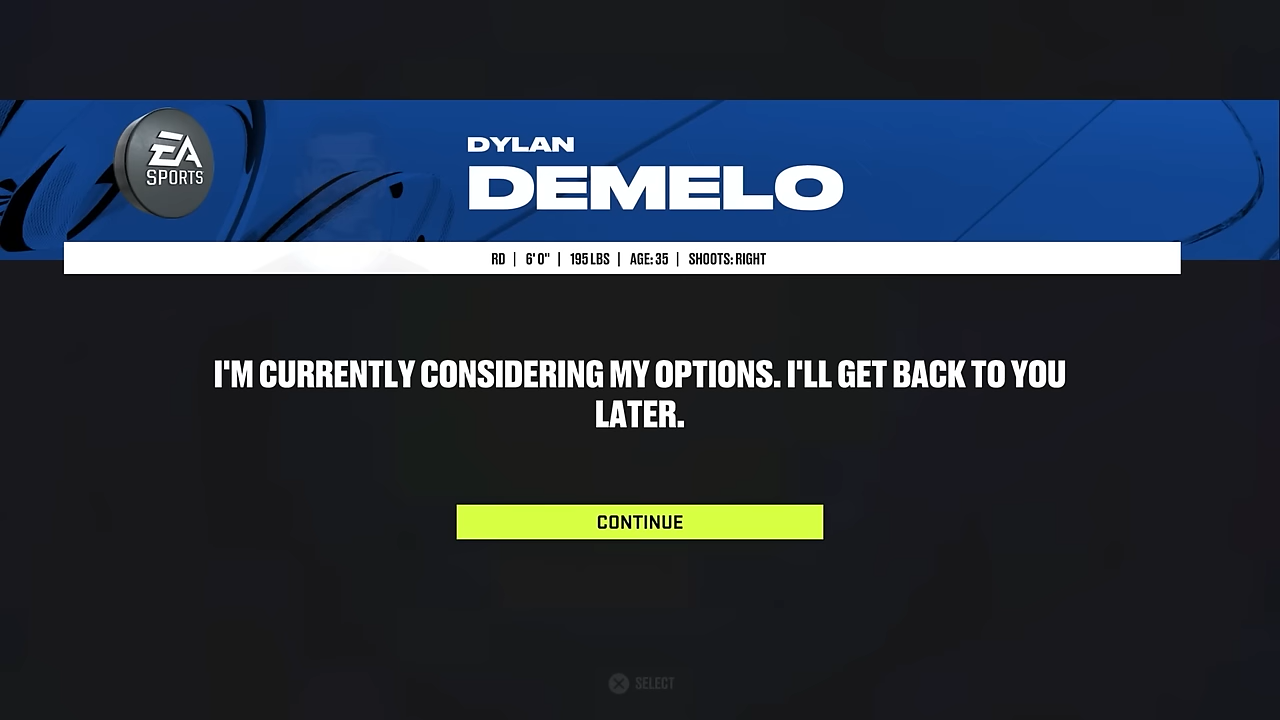 EA
SPORTS
DYLAN
DEMELO
RD | 6' 0" | 195 LBS | AGE: 35 | SHOOTS: RIGHT
I'M CURRENTLY CONSIDERING MY OPTIONS. I'LL GET BACK TO YOU
LATER.
CONTINUE
SELECT